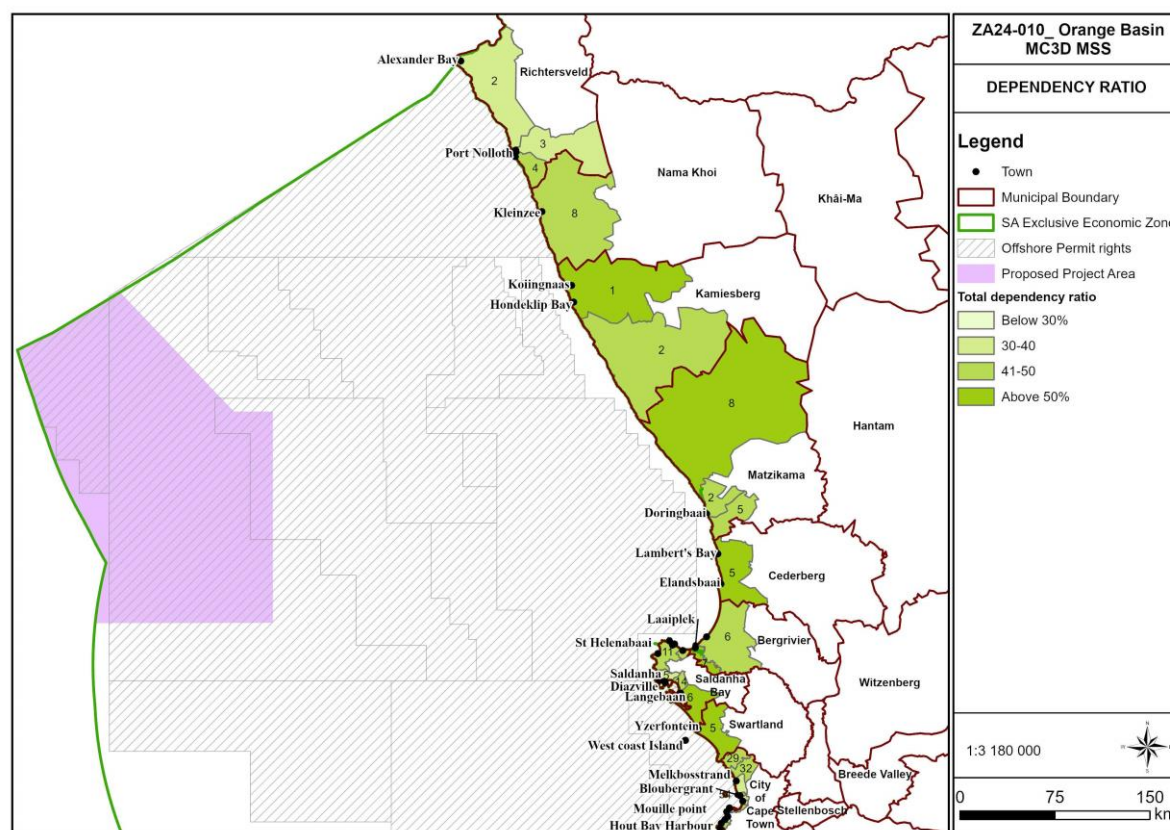 ZA24-010_ Orange Basin
MC3D MSS
DEPENDENCY RATIO
Legend
Town
Municipal Boundary
SA Exclusive Economic Zone
Offshore Permit rights
Proposed Project Area
Total dependency ratio
Below 30%
30-40
41-50
Above 50%
1:3 180 000
N
0 75 150
km
Alexander Bay
Richtersveld
2
3
Port Nolloth
4
Nama Khoi
Khâi-Ma
Kleinzee
8
Koiingnaas
1
Kamiesberg
Hondeklip Bay
2
8
Hantam
Matzikama
2
5
Doringbaai
Lambert's Bay
5
Cederberg
Elandsbaai
Laaiplek
6
Bergrivier
St Helenabaai
11
7
Saldanha
5
14
Saldanha
Bay
Witzenberg
Diazville
Langebaan
6
Swartland
Yzerfontein
5
West coast Island
29
32
Melkbosstrand
Breede Valley
Bloubergrant
City
of
Cape
Town
Mouille point
Stellenbosch
Hout Bay Harbour